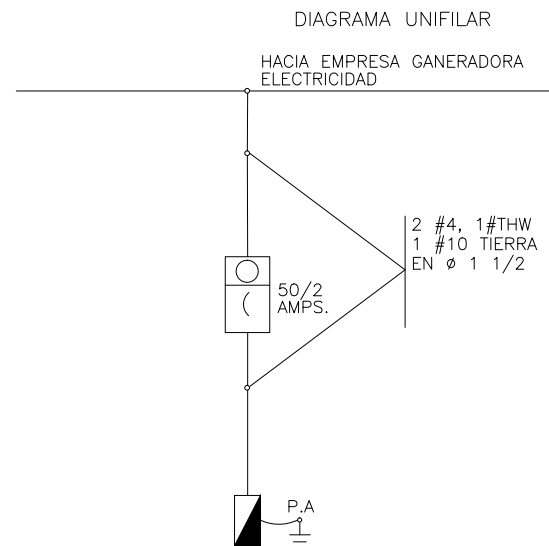 DIAGRAMA UNIFILAR
HACIA EMPRESA GANERADORA
ELECTRICIDAD
2 #4, 1#THW
1 #10 TIERRA
EN ø 1 1/2
50/2
AMPS.
P.A